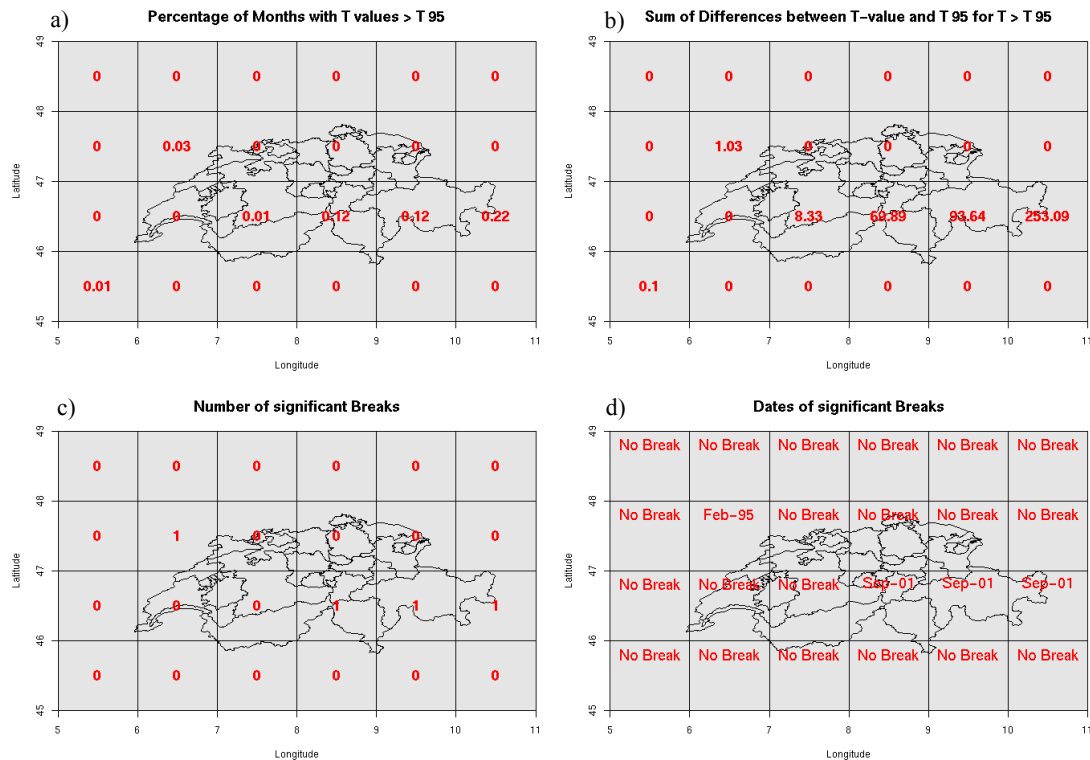 a)
Percentage of Months with T values > T 95
49
48
47
46
45
Latitude
0 0 0 0 0 0
0 0.03 0 0 0 0
0 0 0.01 0.12 0.12 0.22
0.01 0 0 0 0 0
5 6 7 8 9 10 11
Longitude
b)
Sum of Differences between T-value and T 95 for T > T 95
49
48
47
46
45
Latitude
0 0 0 0 0 0
0 1.03 0 0 0 0
0 0 8.33 69.89 93.64 253.09
0.1 0 0 0 0 0
5 6 7 8 9 10 11
Longitude
c)
Number of significant Breaks
49
48
47
46
45
Latitude
0 0 0 0 0 0
0 1 0 0 0 0
0 0 0 1 1 1
0 0 0 0 0 0
5 6 7 8 9 10 11
Longitude
d)
Dates of significant Breaks
49
48
47
46
45
Latitude
No Break No Break No Break No Break No Break No Break
No Break Feb-95 No Break No Break No Break No Break
No Break No Break No Break Sep-01 Sep-01 Sep-01
No Break No Break No Break No Break No Break No Break
5 6 7 8 9 10 11
Longitude